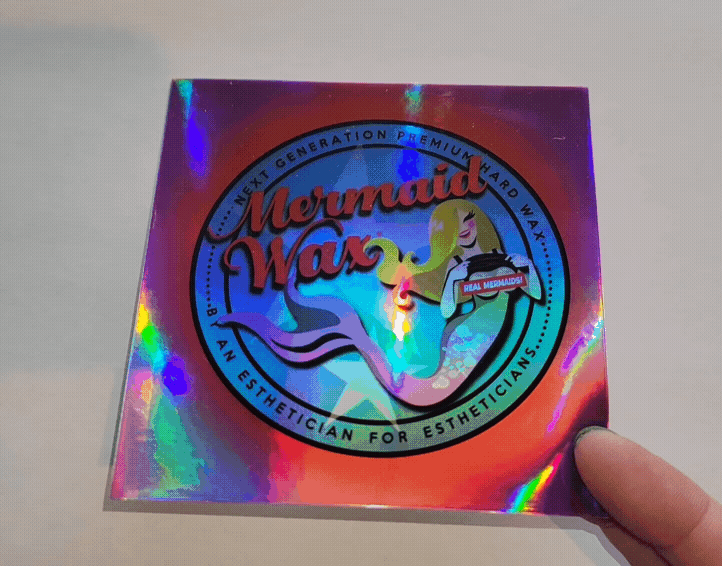 NEXT GENERATION PREMIUM HARD WAX
Mermaid
Wax
REAL MERMAIDS!
BY AN ESTHETICIAN FOR ESTHETICIANS